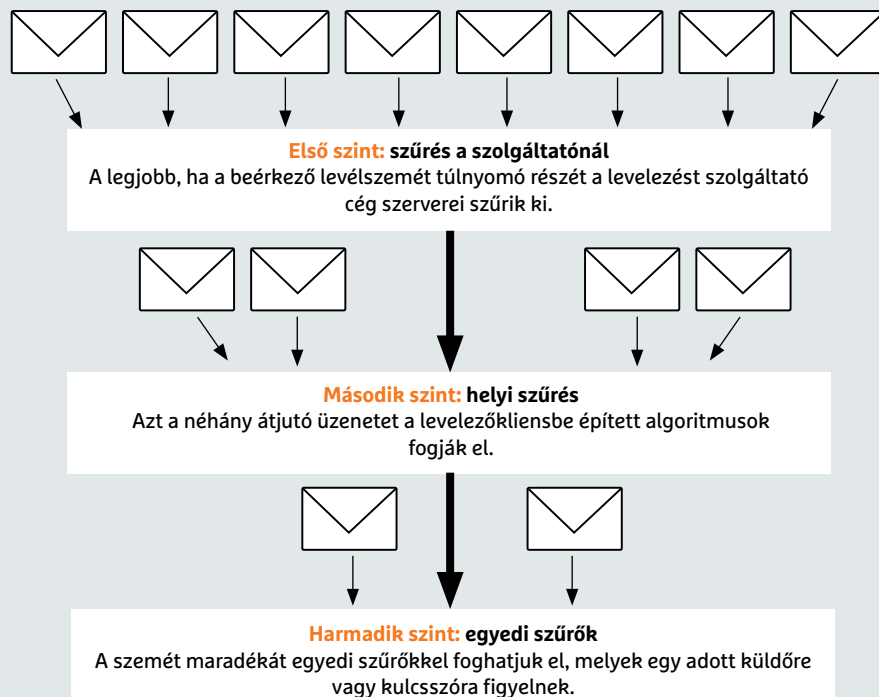 Első szint: szűrés a szolgáltatónál
A legjobb, ha a beérkező levélszemét túlnyomó részét a levelezést szolgáltató
cég szerverei szűrik ki.
Második szint: helyi szűrés
Azt a néhány átjutó üzenetet a levelezőkliensbe épített algoritmusok
fogják el.
Harmadik szint: egyedi szűrők
A szemét maradékát egyedi szűrőkkel foghatjuk el, melyek egy adott küldőre
vagy kulcsszóra figyelnek.